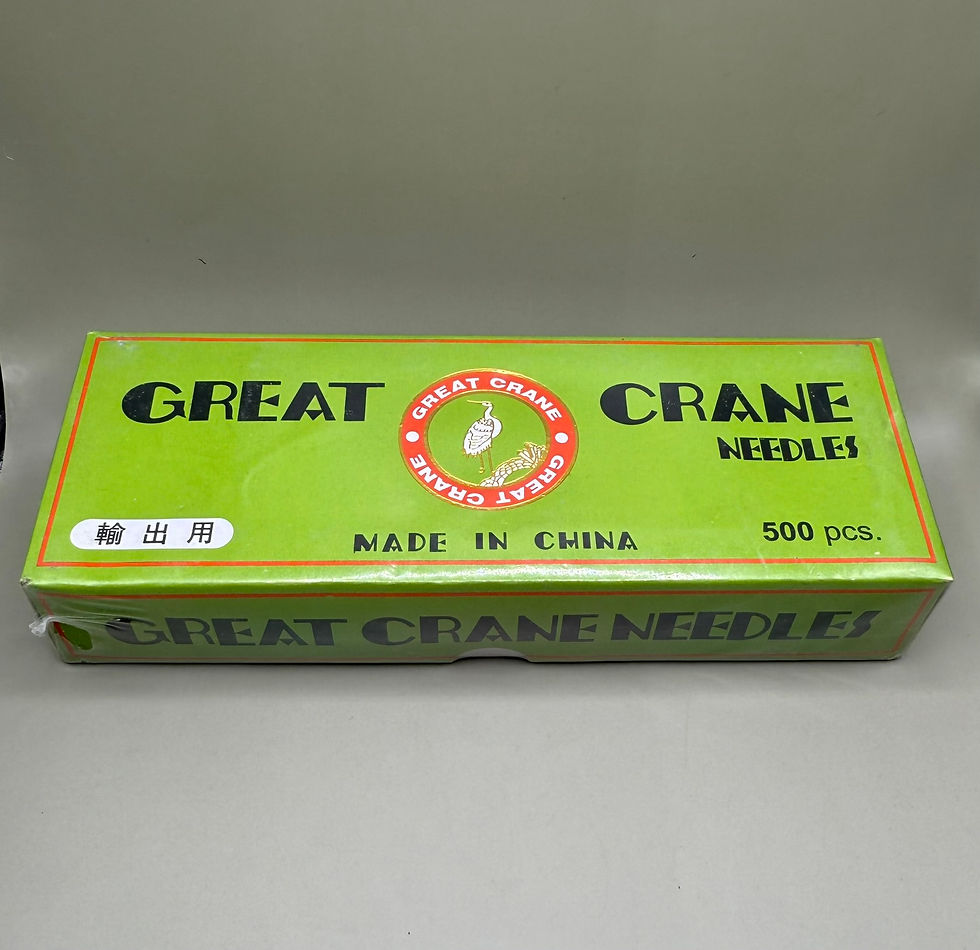 GREAT CRANE
NEEDLES
GREAT CRANE
GREAT CRANE
輸出用
MADE IN CHINA
500 pcs.
GREAT CRANE NEEDLES